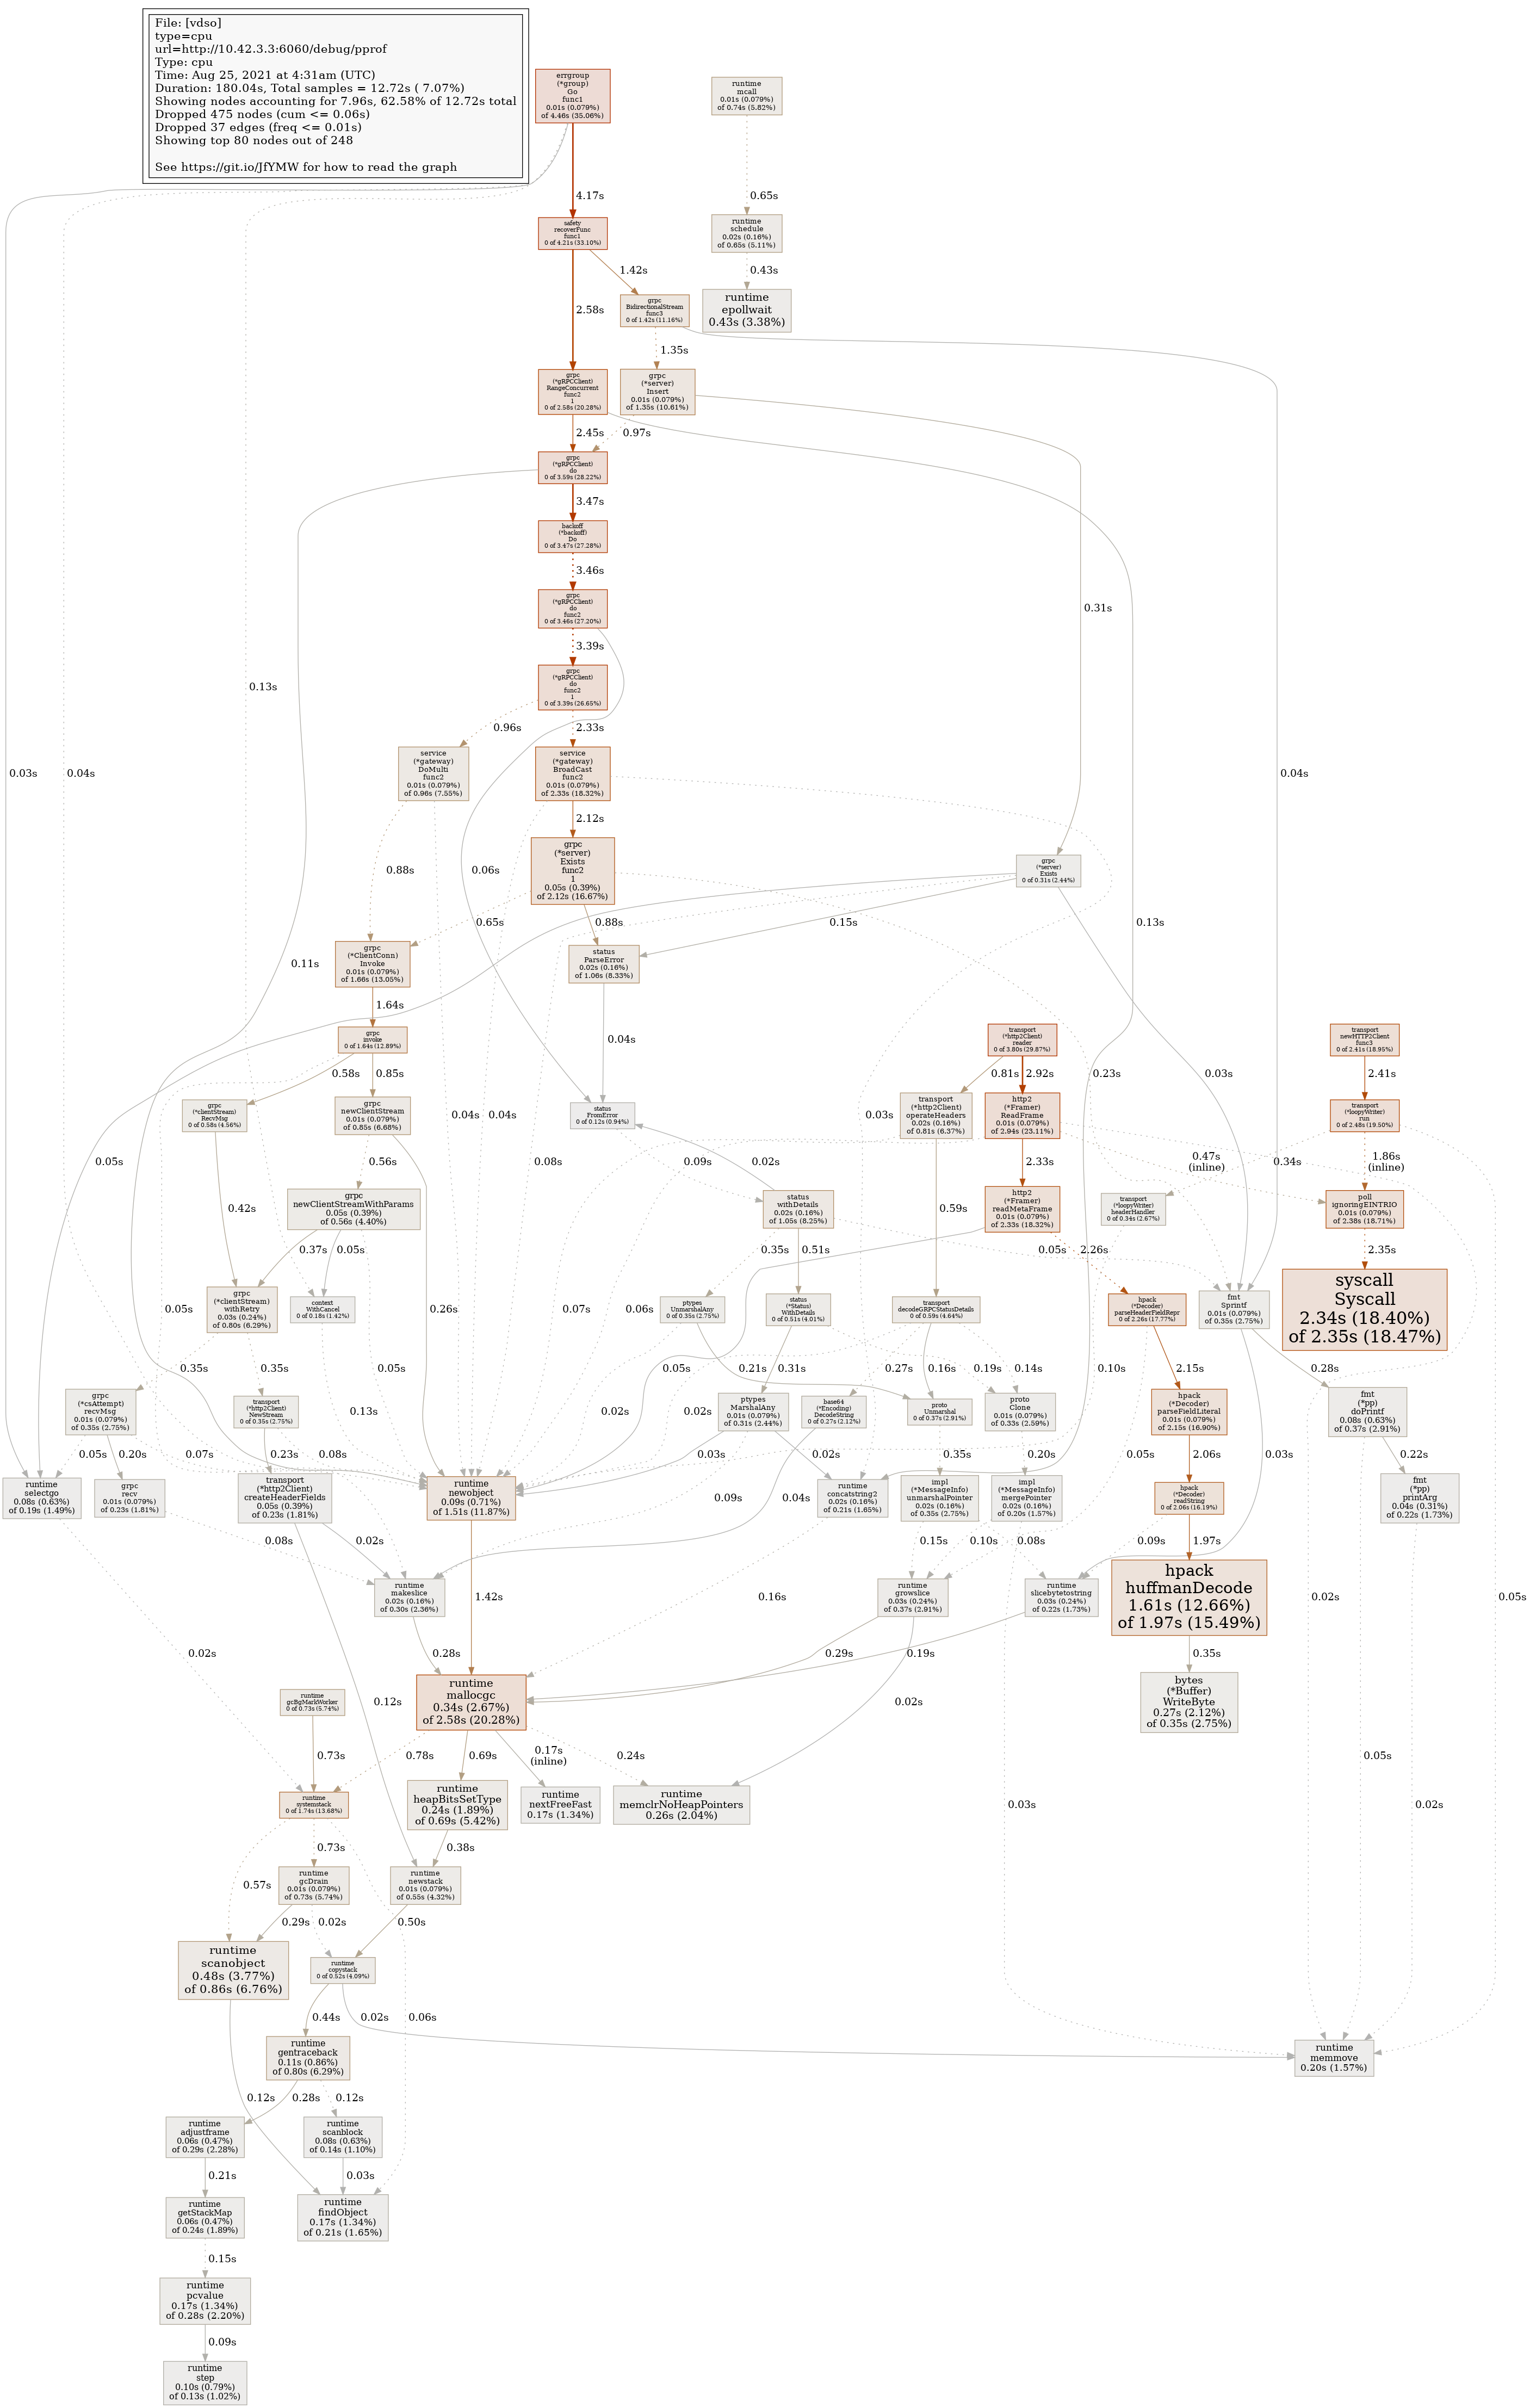 File: [vdso]
type=cpu
url=http://10.42.3.3:6060/debug/pprof
Type: cpu
Time: Aug 25, 2021 at 4:31am (UTC)
Duration: 180.04s, Total samples = 12.72s ( 7.07%)
Showing nodes accounting for 7.96s, 62.58% of 12.72s total
Dropped 475 nodes (cum <= 0.06s)
Dropped 37 edges (freq <= 0.01s)
Showing top 80 nodes out of 248
See https://git.io/JfYMW for how to read the graph
errgroup
(*group)
Go
func1
0.01s (0.079%)
of 4.46s (35.06%)
runtime
mcall
0.01s (0.079%)
of 0.74s (5.82%)
4.17s
0.65s
safety
recoverFunc
func1
0 of 4.21s (33.10%)
runtime
schedule
0.02s (0.16%)
of 0.65s (5.11%)
1.42s
0.43s
2.58s
grpc
BidirectionalStream
func3
0 of 1.42s (11.16%)
runtime
epollwait
0.43s (3.38%)
1.35s
grpc
(*gRPCClient)
RangeConcurrent
func2
1
0 of 2.58s (20.28%)
grpc
(*server)
Insert
0.01s (0.079%)
of 1.35s (10.61%)
2.45s
0.97s
grpc
(*gRPCClient)
do
0 of 3.59s (28.22%)
3.47s
backoff
(*backoff)
Do
0 of 3.47s (27.28%)
3.46s
grpc
(*gRPCClient)
do
func2
0 of 3.46s (27.20%)
0.31s
3.39s
grpc
(*gRPCClient)
do
func2
1
0 of 3.39s (26.65%)
0.13s
0.96s
2.33s
service
(*gateway)
DoMulti
func2
0.01s (0.079%)
of 0.96s (7.55%)
service
(*gateway)
BroadCast
func2
0.01s (0.079%)
of 2.33s (18.32%)
0.03s
0.04s
0.04s
2.12s
grpc
(*server)
Exists
func2
1
0.05s (0.39%)
of 2.12s (16.67%)
grpc
(*server)
Exists
0 of 0.31s (2.44%)
0.88s
0.06s
0.65s
0.88s
0.15s
0.13s
grpc
(*ClientConn)
Invoke
0.01s (0.079%)
of 1.66s (13.05%)
status
ParseError
0.02s (0.16%)
of 1.06s (8.33%)
0.11s
1.64s
grpc
invoke
0 of 1.64s (12.89%)
0.04s
transport
(*http2Client)
reader
0 of 3.80s (29.87%)
transport
newHTTP2Client
func3
0 of 2.41s (18.95%)
0.58s
0.85s
0.81s
2.92s
0.23s
0.03s
2.41s
grpc
(*clientStream)
RecvMsg
0 of 0.58s (4.56%)
grpc
newClientStream
0.01s (0.079%)
of 0.85s (6.68%)
0.04s
0.04s
status
FromError
0 of 0.12s (0.94%)
0.03s
transport
(*http2Client)
operateHeaders
0.02s (0.16%)
of 0.81s (6.37%)
http2
(*Framer)
ReadFrame
0.01s (0.079%)
of 2.94s (23.11%)
transport
(*loopyWriter)
run
0 of 2.48s (19.50%)
0.05s
0.56s
0.08s
0.09s
0.02s
2.33s
0.47s
(inline)
0.34s
1.86s
(inline)
grpc
newClientStreamWithParams
0.05s (0.39%)
of 0.56s (4.40%)
status
withDetails
0.02s (0.16%)
of 1.05s (8.25%)
http2
(*Framer)
readMetaFrame
0.01s (0.079%)
of 2.33s (18.32%)
transport
(*loopyWriter)
headerHandler
0 of 0.34s (2.67%)
poll
ignoringEINTRIO
0.01s (0.079%)
of 2.38s (18.71%)
0.42s
0.37s
0.05s
0.35s
0.51s
0.59s
0.05s
2.26s
2.35s
grpc
(*clientStream)
withRetry
0.03s (0.24%)
of 0.80s (6.29%)
context
WithCancel
0 of 0.18s (1.42%)
0.05s
0.26s
0.07s
0.06s
ptypes
UnmarshalAny
0 of 0.35s (2.75%)
status
(*Status)
WithDetails
0 of 0.51s (4.01%)
transport
decodeGRPCStatusDetails
0 of 0.59s (4.64%)
hpack
(*Decoder)
parseHeaderFieldRepr
0 of 2.26s (17.77%)
fmt
Sprintf
0.01s (0.079%)
of 0.35s (2.75%)
syscall
Syscall
2.34s (18.40%)
of 2.35s (18.47%)
0.35s
0.35s
0.05s
0.05s
0.21s
0.31s
0.27s
0.16s
0.19s
0.14s
0.10s
2.15s
0.28s
grpc
(*csAttempt)
recvMsg
0.01s (0.079%)
of 0.35s (2.75%)
transport
(*http2Client)
NewStream
0 of 0.35s (2.75%)
0.13s
0.02s
0.02s
ptypes
MarshalAny
0.01s (0.079%)
of 0.31s (2.44%)
base64
(*Encoding)
DecodeString
0 of 0.27s (2.12%)
proto
Unmarshal
0 of 0.37s (2.91%)
proto
Clone
0.01s (0.079%)
of 0.33s (2.59%)
hpack
(*Decoder)
parseFieldLiteral
0.01s (0.079%)
of 2.15s (16.90%)
fmt
(*pp)
doPrintf
0.08s (0.63%)
of 0.37s (2.91%)
0.05s
0.20s
0.07s
0.23s
0.08s
0.03s
0.02s
0.35s
0.20s
0.05s
2.06s
0.03s
0.22s
runtime
selectgo
0.08s (0.63%)
of 0.19s (1.49%)
grpc
recv
0.01s (0.079%)
of 0.23s (1.81%)
transport
(*http2Client)
createHeaderFields
0.05s (0.39%)
of 0.23s (1.81%)
runtime
newobject
0.09s (0.71%)
of 1.51s (11.87%)
0.09s
0.04s
runtime
concatstring2
0.02s (0.16%)
of 0.21s (1.65%)
impl
(*MessageInfo)
unmarshalPointer
0.02s (0.16%)
of 0.35s (2.75%)
impl
(*MessageInfo)
mergePointer
0.02s (0.16%)
of 0.20s (1.57%)
hpack
(*Decoder)
readString
0 of 2.06s (16.19%)
fmt
(*pp)
printArg
0.04s (0.31%)
of 0.22s (1.73%)
0.08s
0.02s
0.15s
0.10s
0.08s
0.09s
1.97s
runtime
makeslice
0.02s (0.16%)
of 0.30s (2.36%)
1.42s
0.16s
runtime
growslice
0.03s (0.24%)
of 0.37s (2.91%)
runtime
slicebytetostring
0.03s (0.24%)
of 0.22s (1.73%)
hpack
huffmanDecode
1.61s (12.66%)
of 1.97s (15.49%)
0.02s
0.05s
0.02s
0.28s
0.29s
0.19s
0.35s
runtime
gcBgMarkWorker
0 of 0.73s (5.74%)
0.12s
runtime
mallocgc
0.34s (2.67%)
of 2.58s (20.28%)
0.02s
bytes
(*Buffer)
WriteByte
0.27s (2.12%)
of 0.35s (2.75%)
0.73s
0.78s
0.69s
0.17s
(inline)
0.24s
0.05s
runtime
systemstack
0 of 1.74s (13.68%)
runtime
heapBitsSetType
0.24s (1.89%)
of 0.69s (5.42%)
runtime
nextFreeFast
0.17s (1.34%)
runtime
memclrNoHeapPointers
0.26s (2.04%)
0.03s
0.02s
0.73s
0.38s
0.57s
runtime
gcDrain
0.01s (0.079%)
of 0.73s (5.74%)
runtime
newstack
0.01s (0.079%)
of 0.55s (4.32%)
0.29s
0.02s
0.50s
runtime
scanobject
0.48s (3.77%)
of 0.86s (6.76%)
runtime
copystack
0 of 0.52s (4.09%)
0.44s
0.02s
0.06s
runtime
gentraceback
0.11s (0.86%)
of 0.80s (6.29%)
runtime
memmove
0.20s (1.57%)
0.12s
0.28s
0.12s
runtime
adjustframe
0.06s (0.47%)
of 0.29s (2.28%)
runtime
scanblock
0.08s (0.63%)
of 0.14s (1.10%)
0.21s
0.03s
runtime
getStackMap
0.06s (0.47%)
of 0.24s (1.89%)
runtime
findObject
0.17s (1.34%)
of 0.21s (1.65%)
0.15s
runtime
pcvalue
0.17s (1.34%)
of 0.28s (2.20%)
0.09s
runtime
step
0.10s (0.79%)
of 0.13s (1.02%)